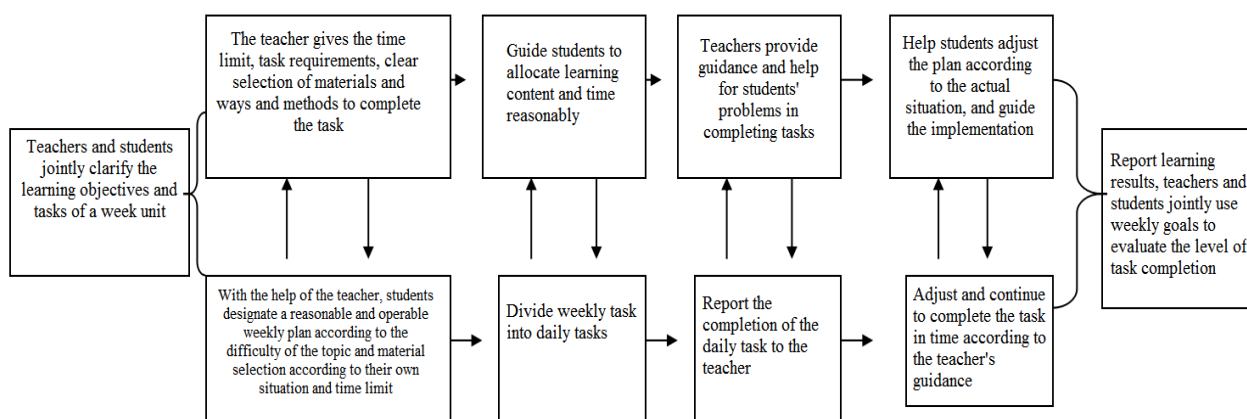 Teachers and students
jointly clarify the
learning objectives and
tasks of a week unit
The teacher gives the time
limit, task requirements, clear
selection of materials and
ways and methods to complete
the task
Guide students to
allocate learning
content and time
reasonably
Teachers provide
guidance and help
for students'
problems in
completing tasks
Help students adjust
the plan according
to the actual
situation, and guide
the implementation
With the help of the teacher, students
designate a reasonable and operable
weekly plan according to the
difficulty of the topic and material
selection according to their own
situation and time limit
Divide weekly task
into daily tasks
Report the
completion of the
daily task to the
teacher
Adjust and continue
to complete the task
in time according to
the teacher's
guidance
Report learning
results, teachers and
students jointly use
weekly goals to
evaluate the level of
task completion